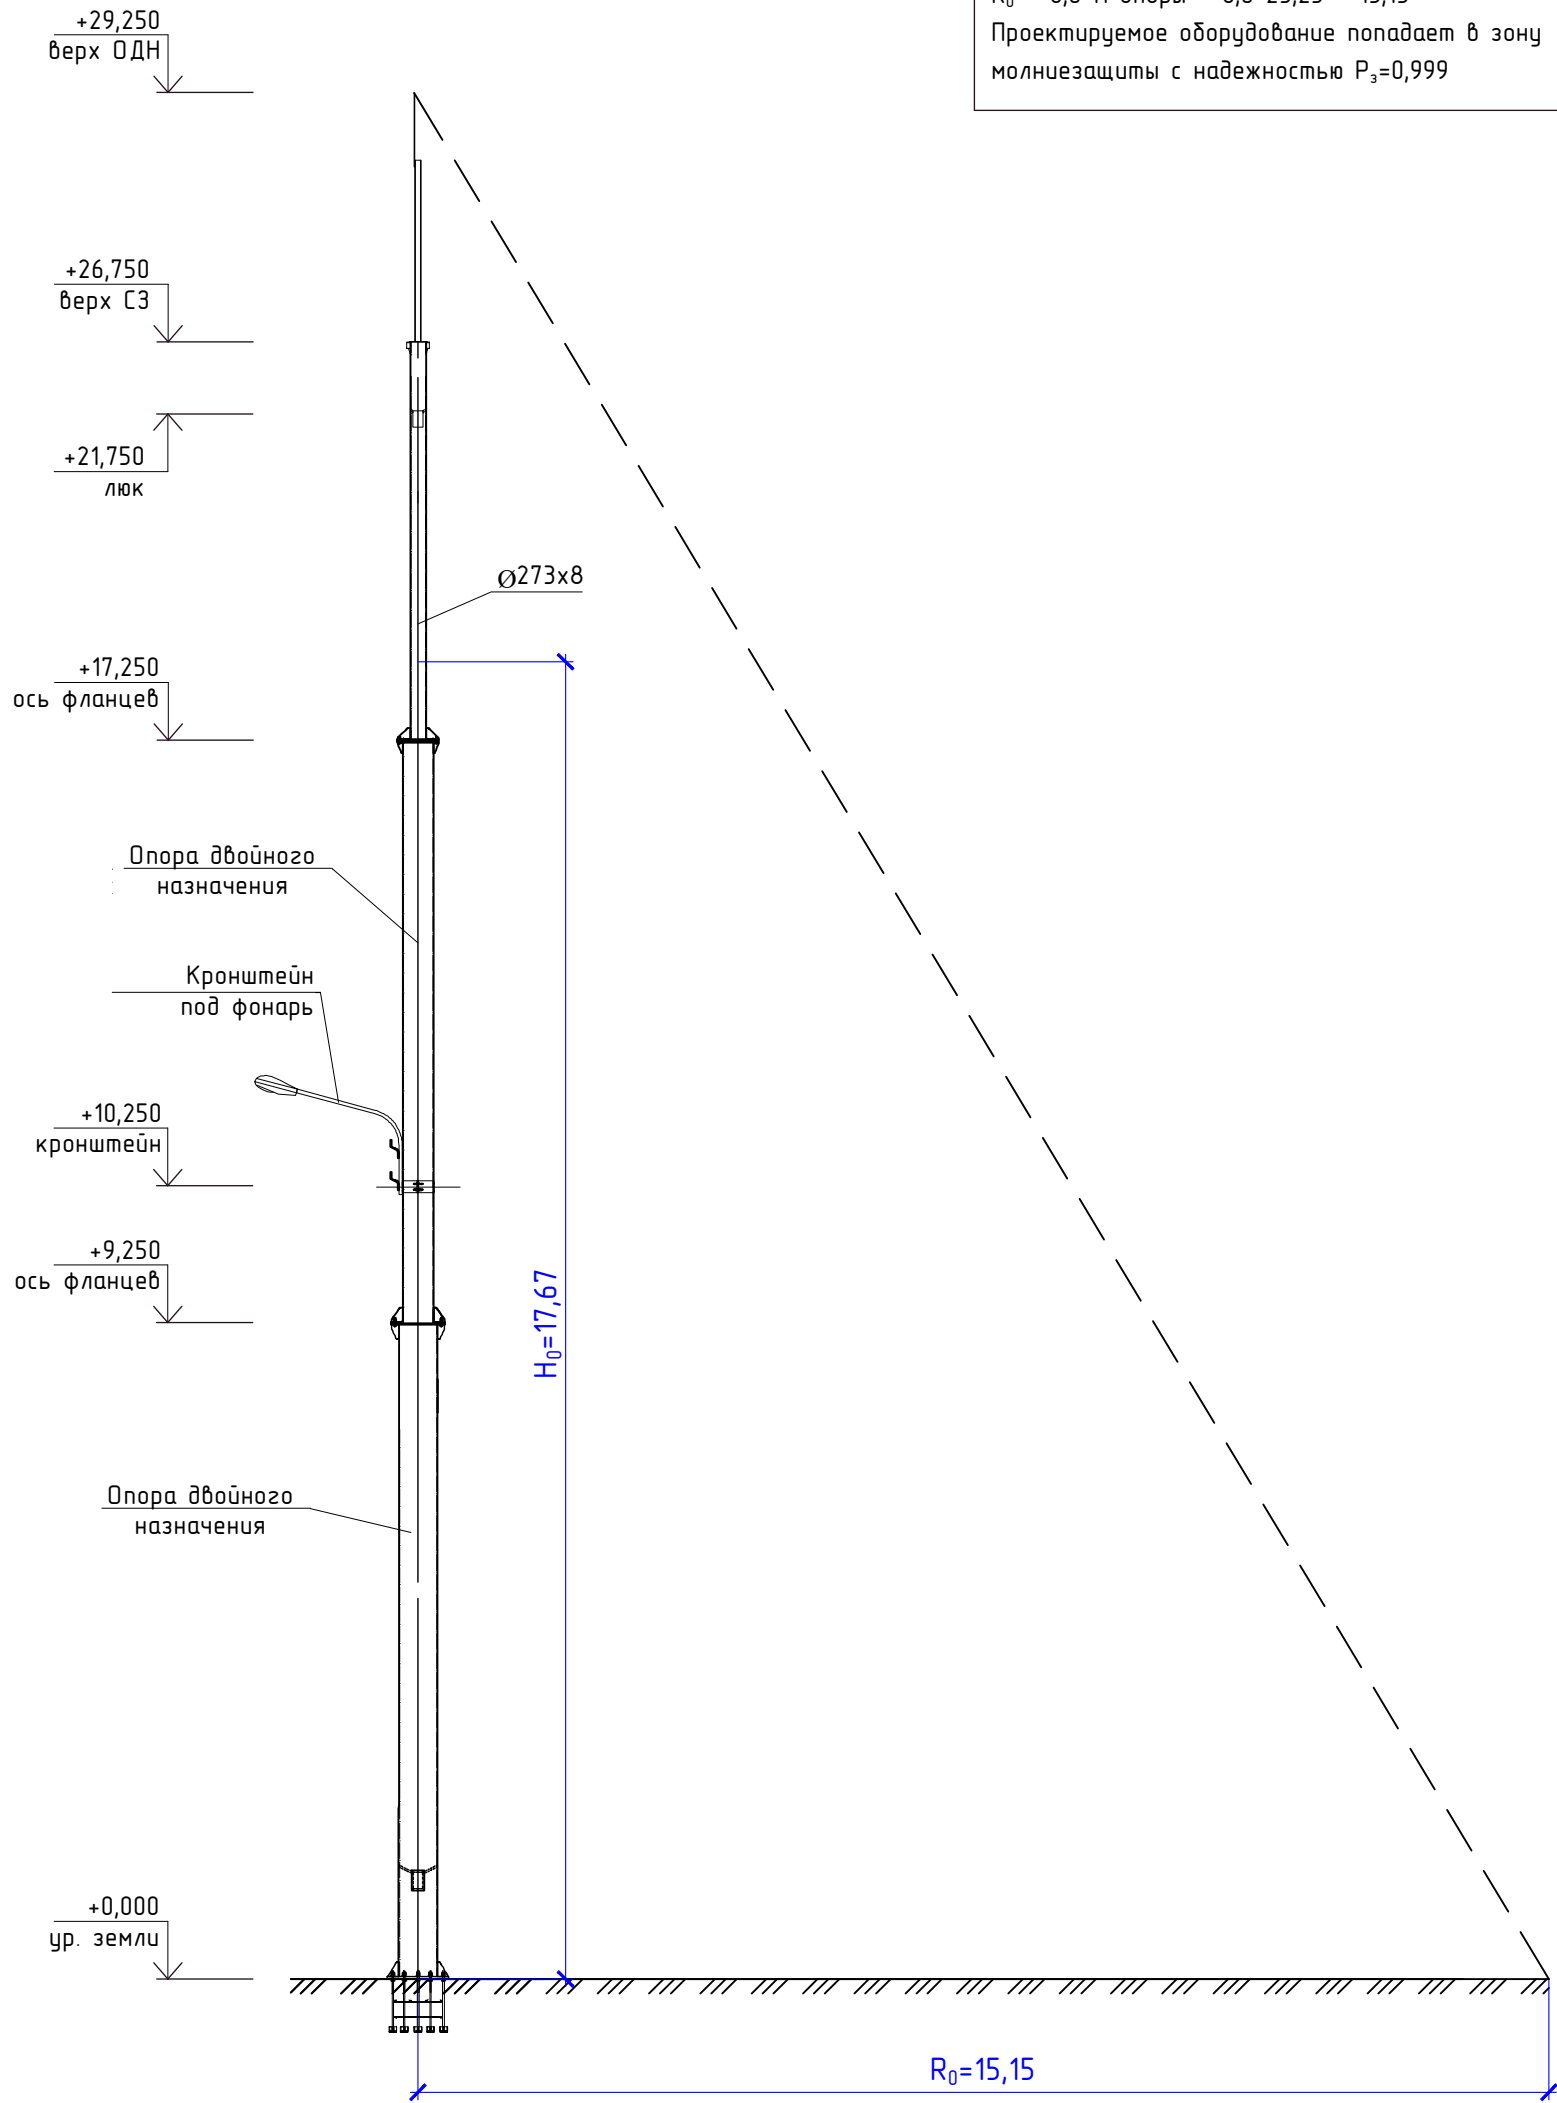 +29,250
верх ОДН
Проектируемое оборудование попадает в зону
молниезащиты с надежностью Pз=0,999
+26,750
верх СЗ
+21,750
люк
Ø273х8
+17,250
ось фланцев
Опора двойного
назначения
Кронштейн
под фонарь
+10,250
кронштейн
+9,250
ось фланцев
H₀=17,67
Опора двойного
назначения
+0,000
ур. земли
R₀=15,15